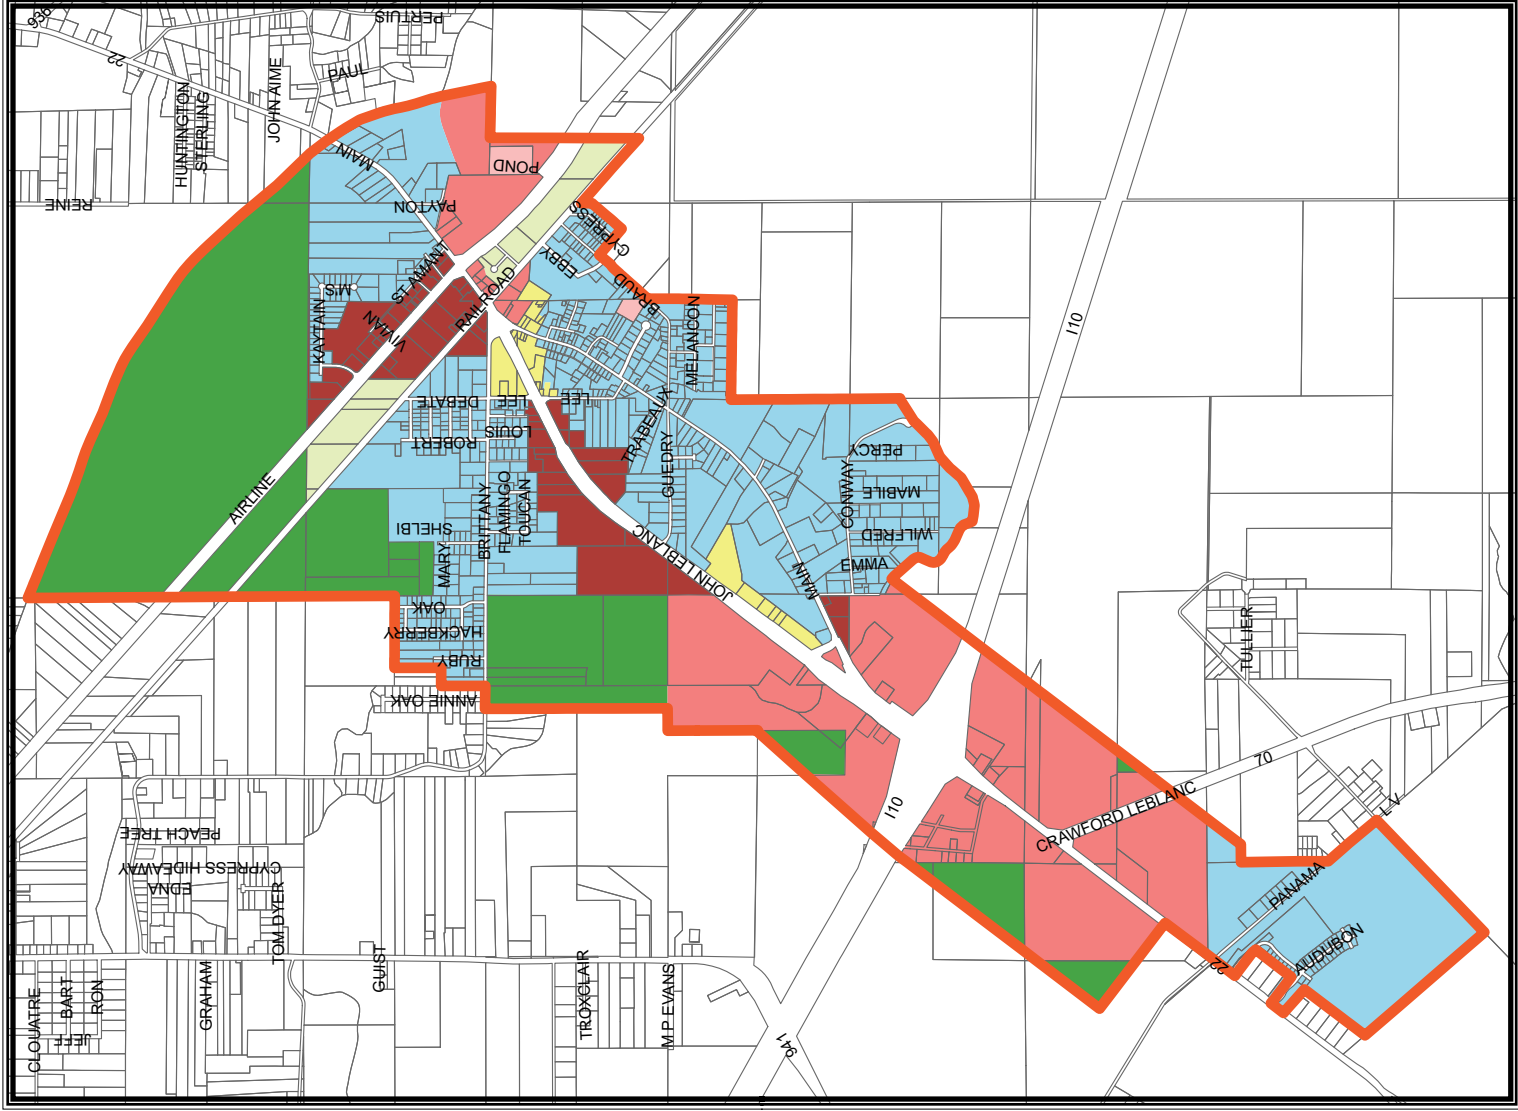 936
22
PERTUIS
PAUL
JOHN AIME
HUNTINGTON
STERLING
REINE
MAIN
POND
PAYTON
CYPRESS
EBBY
ST AMANT
M'S
BRAUD
RAILROAD
VIVIAN
KAYTAIN
MELANCON
I10
DEBATE
LEE
LEE
LOUIS
ROBERT
TRABEAUX
GUEDRY
PERCY
CONWAY
MABILE
WILFRED
EMMA
AIRLINE
BRITTANY
FLAMINGO
TOUCAN
SHELBI
MARY
JOHN LEBLANC
MAIN
OAK
HACKBERRY
RUBY
ANNIE OAK
TULLIER
70
CRAWFORD LEBLANC
L V
I10
PEACH TREE
CYPRESS HIDEAWAY
EDNA
TOM DYER
PANAMA
AUDUBON
22
GUIST
GRAHAM
TROXCLAIR
M P EVANS
CLOUATRE
BART
RON
JEFF
941